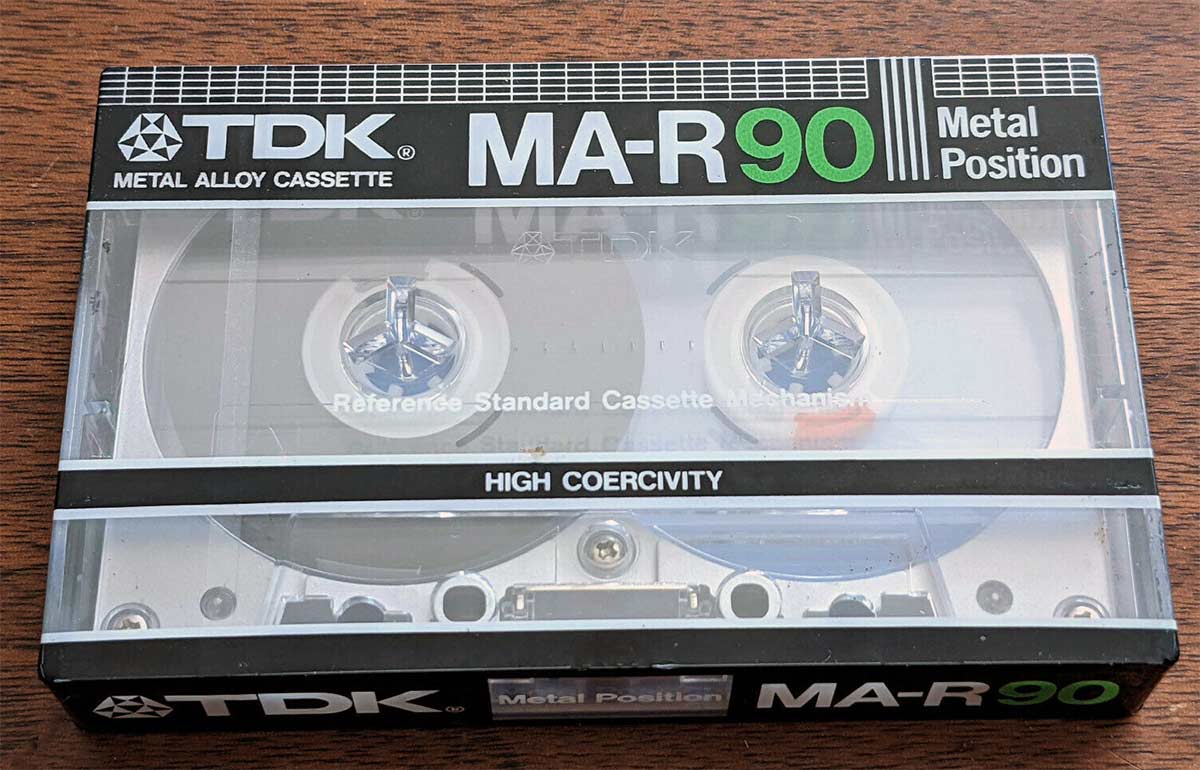 TDK®
METAL ALLOY CASSETTE
MA-R90
Metal
Position
TDK
Reference Standard Cassette Mechanism
HIGH COERCIVITY
TDK®
Metal Position
MA-R90